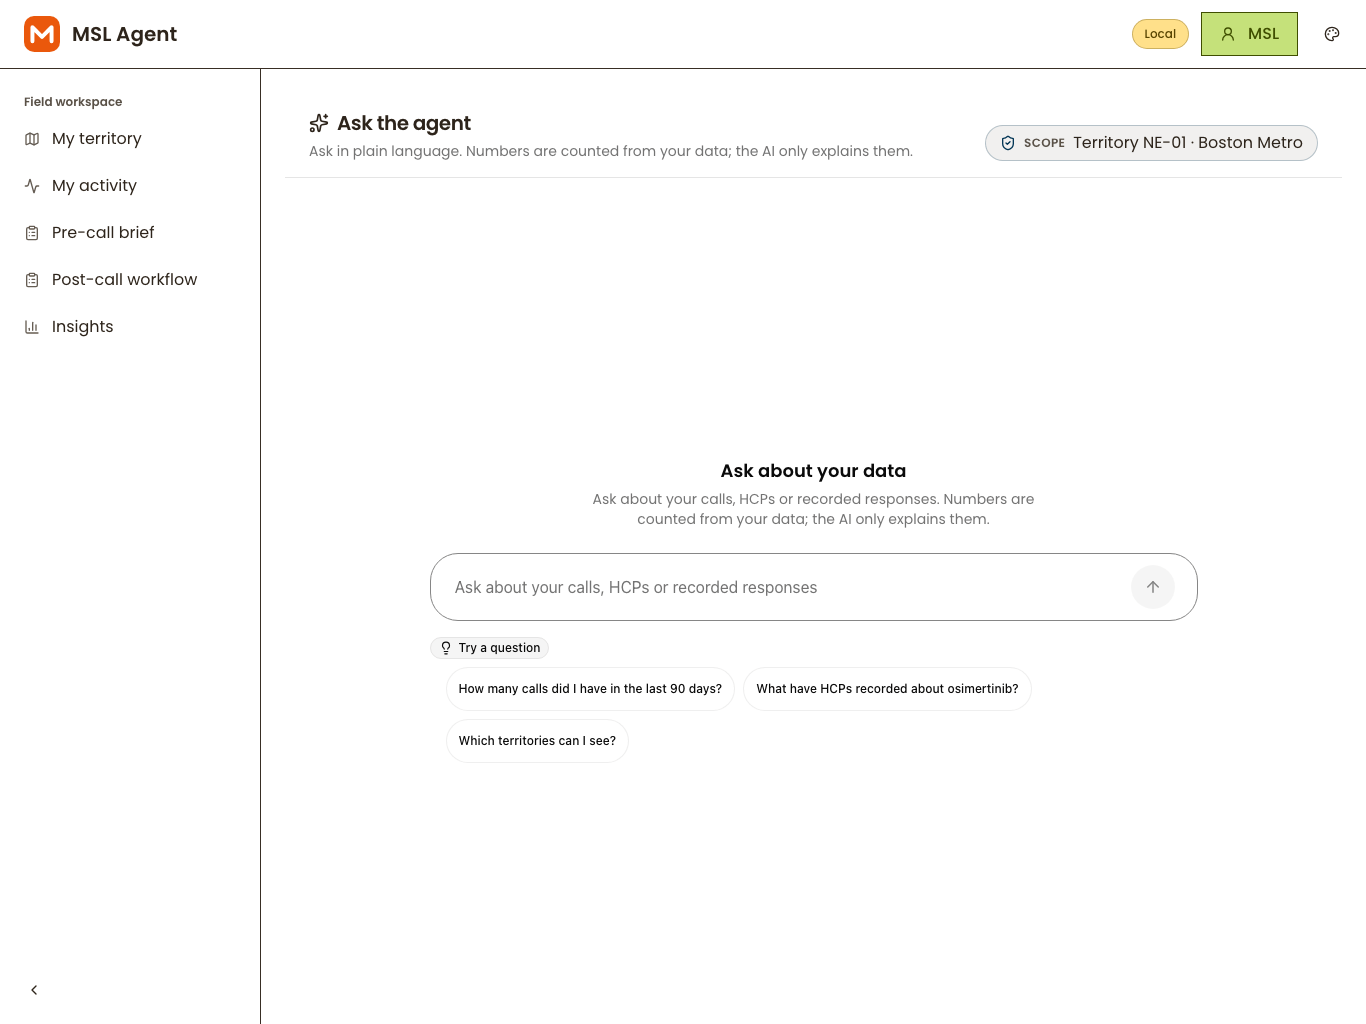 MSL Agent
Local
MSL
Field workspace
My territory
My activity
Pre-call brief
Post-call workflow
Insights
Ask the agent
Ask in plain language. Numbers are counted from your data; the AI only explains them.
SCOPE Territory NE-01 · Boston Metro
Ask about your data
Ask about your calls, HCPs or recorded responses. Numbers are
counted from your data; the AI only explains them.
Ask about your calls, HCPs or recorded responses
Try a question
How many calls did I have in the last 90 days?
What have HCPs recorded about osimertinib?
Which territories can I see?